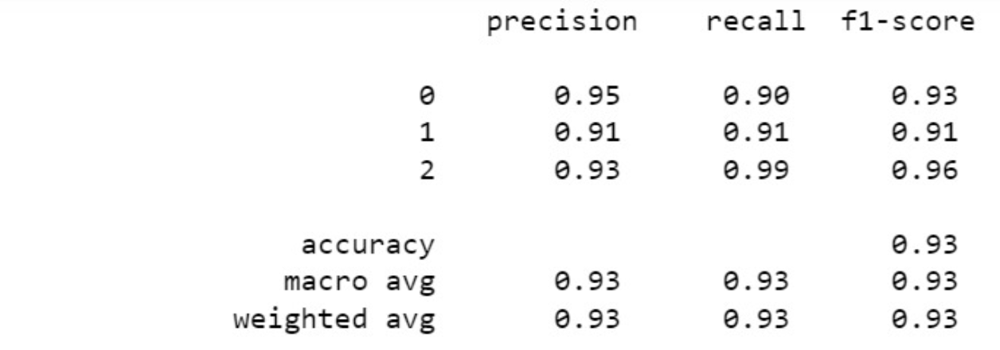 precision recall f1-score
0 0.95 0.90 0.93
1 0.91 0.91 0.91
2 0.93 0.99 0.96
accuracy 0.93
macro avg 0.93 0.93 0.93
weighted avg 0.93 0.93 0.93